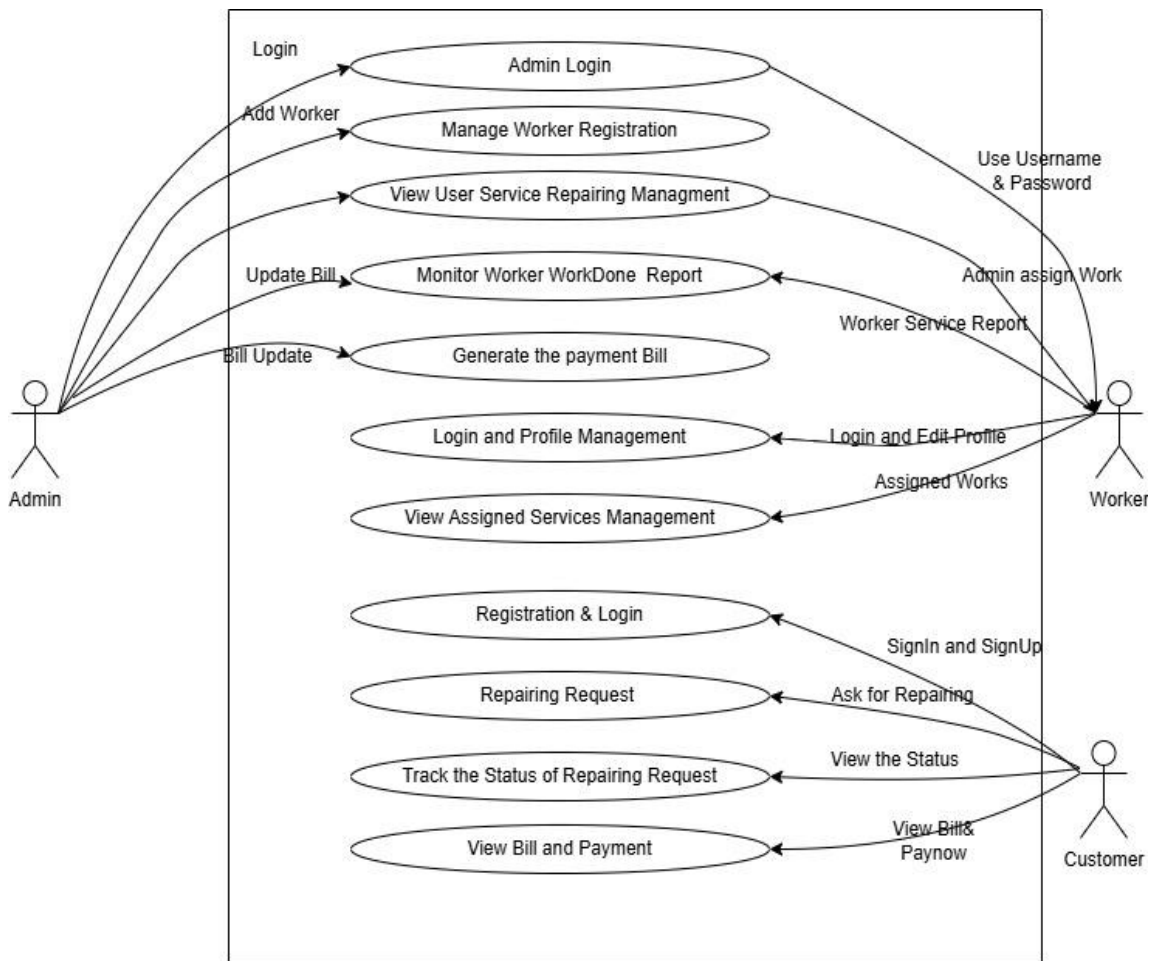 Login
Admin Login
Add Worker
Manage Worker Registration
Use Username
& Password
View User Service Repairing Managment
Update Bill
Monitor Worker WorkDone Report
Admin assign Work
Worker Service Report
Bill Update
Generate the payment Bill
Login and Profile Management
Login and Edit Profile
Admin
Assigned Works
Worker
View Assigned Services Management
Registration & Login
SignIn and SignUp
Repairing Request
Ask for Repairing
Track the Status of Repairing Request
View the Status
View Bill and Payment
View Bill&
Paynow
Customer